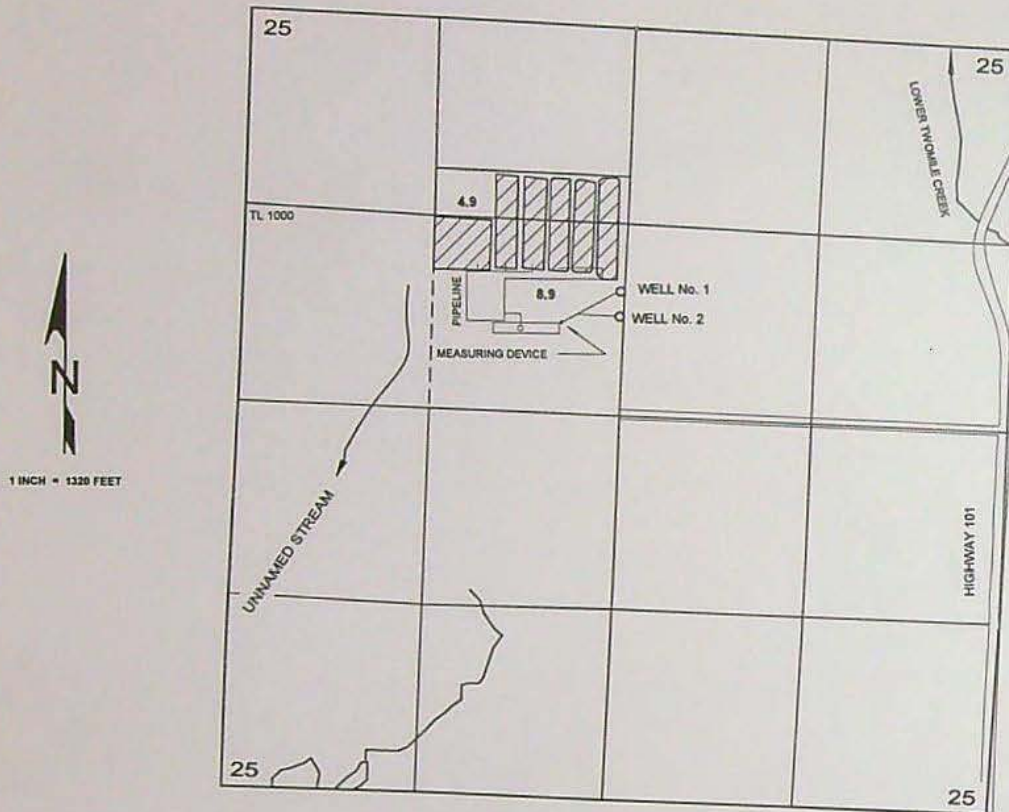 25
25
LOWER TWOMILE CREEK
4.9
TL 1000
PIPELINE
8.9
WELL No. 1
WELL No. 2
MEASURING DEVICE
N
1 INCH = 1320 FEET
UNNAMED STREAM
HIGHWAY 101
25
25